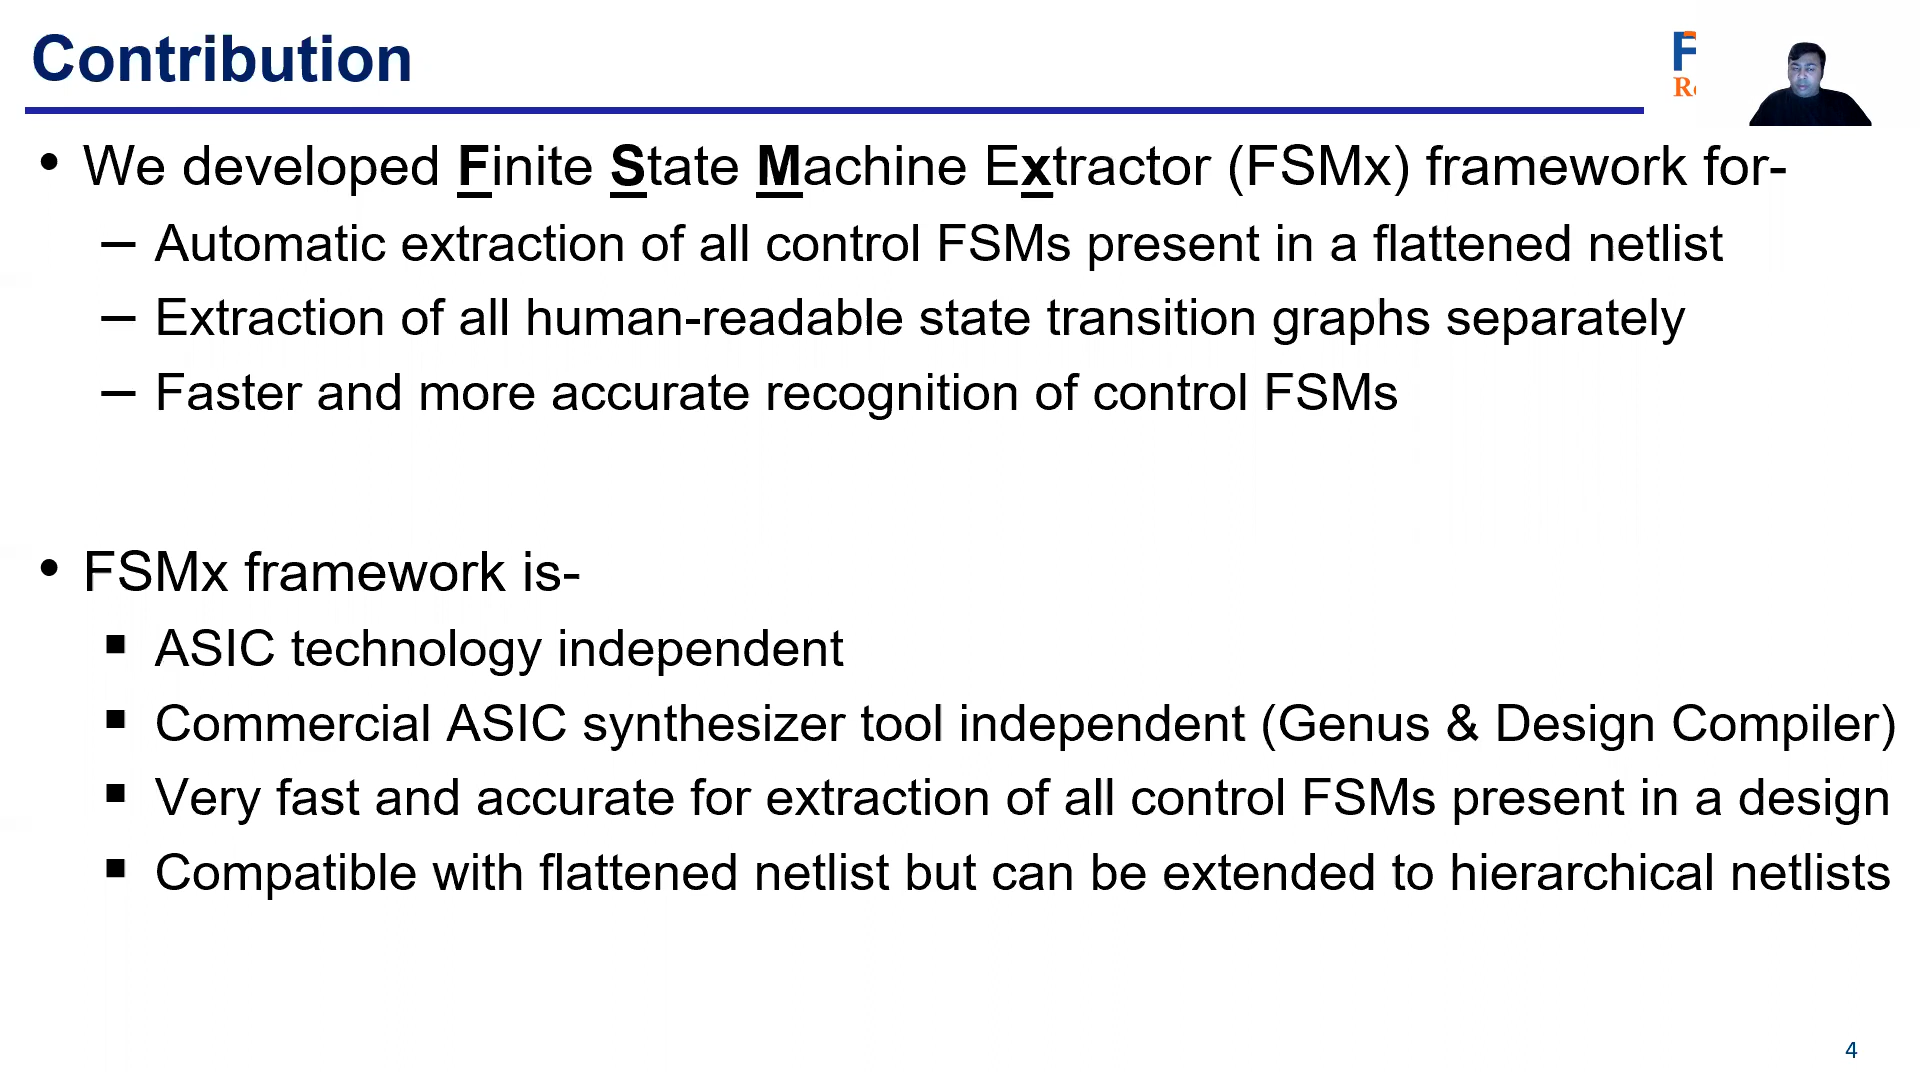 Contribution
F
Re
• We developed Finite State Machine Extractor (FSMx) framework for-
– Automatic extraction of all control FSMs present in a flattened netlist
– Extraction of all human-readable state transition graphs separately
– Faster and more accurate recognition of control FSMs
• FSMx framework is-
▪ ASIC technology independent
▪ Commercial ASIC synthesizer tool independent (Genus & Design Compiler)
▪ Very fast and accurate for extraction of all control FSMs present in a design
▪ Compatible with flattened netlist but can be extended to hierarchical netlists
4